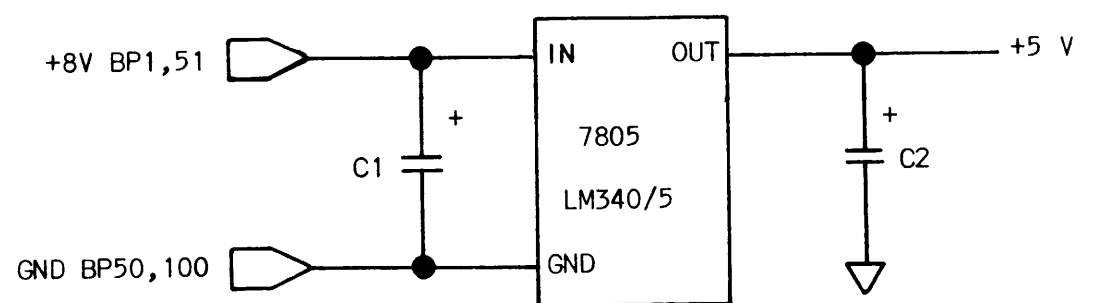 +8V BP1,51
IN
OUT
+5 V
+
+
7805
C1
C2
LM340/5
GND BP50,100
GND